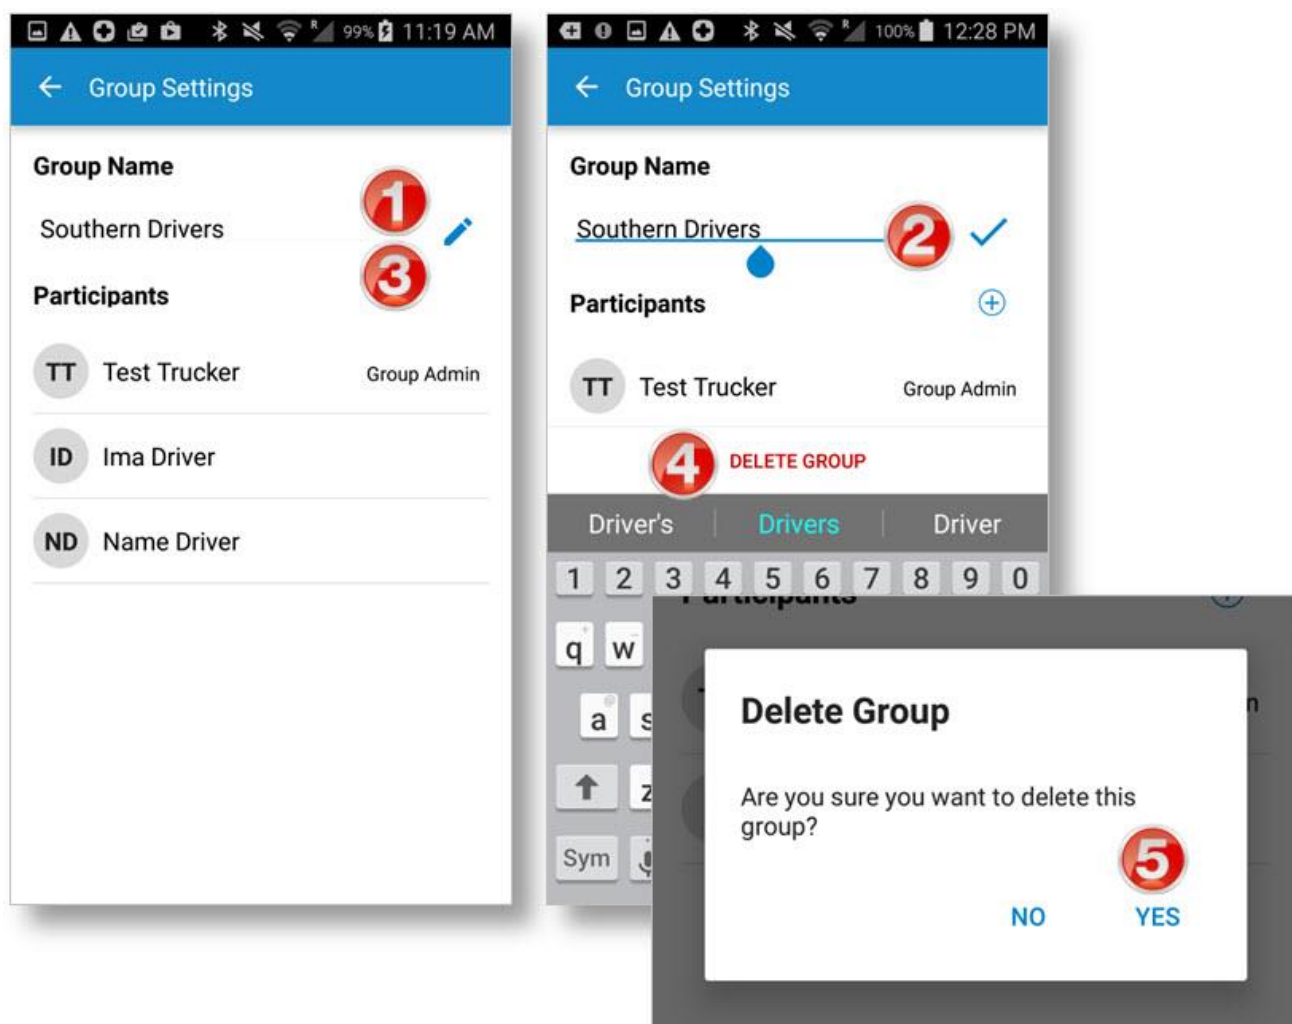 99% 11:19 AM
Group Settings
Group Name
1
Southern Drivers
3
Participants
TT Test Trucker Group Admin
ID Ima Driver
ND Name Driver
100% 12:28 PM
Group Settings
Group Name
Southern Drivers 2
Participants
TT Test Trucker Group Admin
4 DELETE GROUP
Driver's Drivers Driver
1 2 3 4 5 6 7 8 9 0
q w
a s
z
Sym
Participants
n
Delete Group
Are you sure you want to delete this
group?
5
NO YES